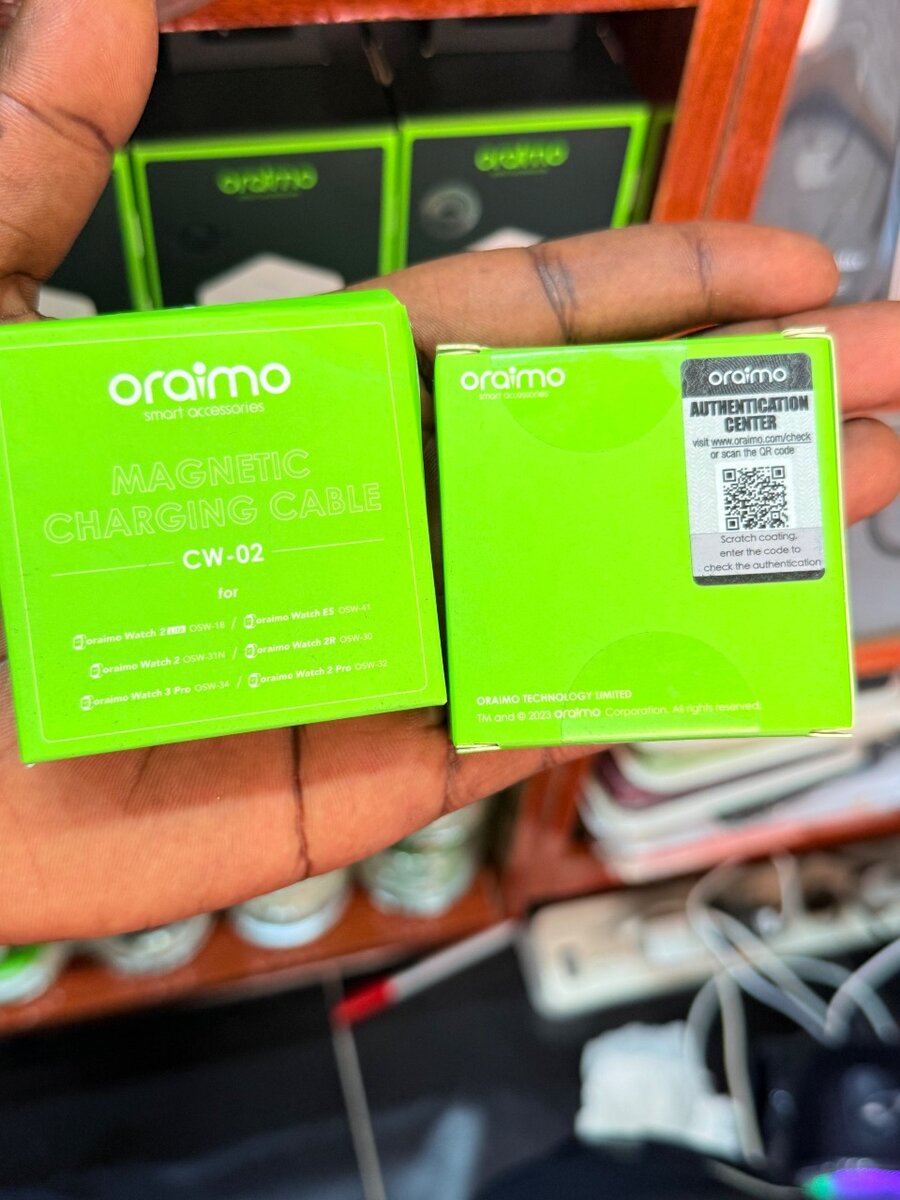 oraimo
oraimo
oraimo
smart accessories
MAGNETIC
CHARGING CABLE
CW-02
for
oraimo Watch 2 LITE OSW-18 / oraimo Watch ES OSW-41
oraimo Watch 2 OSW-31N / oraimo Watch 2R OSW-30
oraimo Watch 3 Pro OSW-34 / oraimo Watch 2 Pro OSW-32
oraimo
smart accessories
oraimo
AUTHENTICATION
CENTER
visit www.oraimo.com/check
or scan the QR code
Scratch coating,
enter the code to
check the authentication
ORAIMO TECHNOLOGY LIMITED
TM and © 2023 oraimo Corporation. All rights reserved.